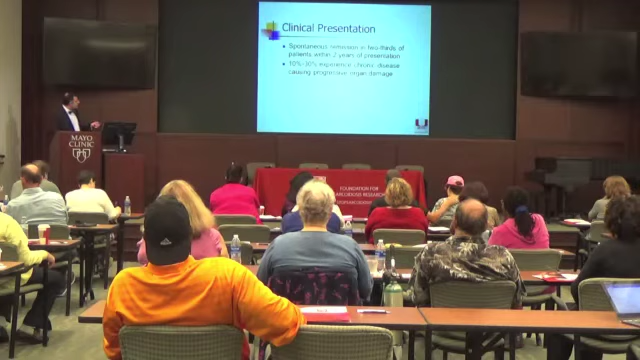 Clinical Presentation
Spontaneous remission in two-thirds of
patients within 2 years of presentation
10%-30% experience chronic disease
causing progressive organ damage
MAYO
CLINIC
FOUNDATION FOR
SARCOIDOSIS RESEARCH